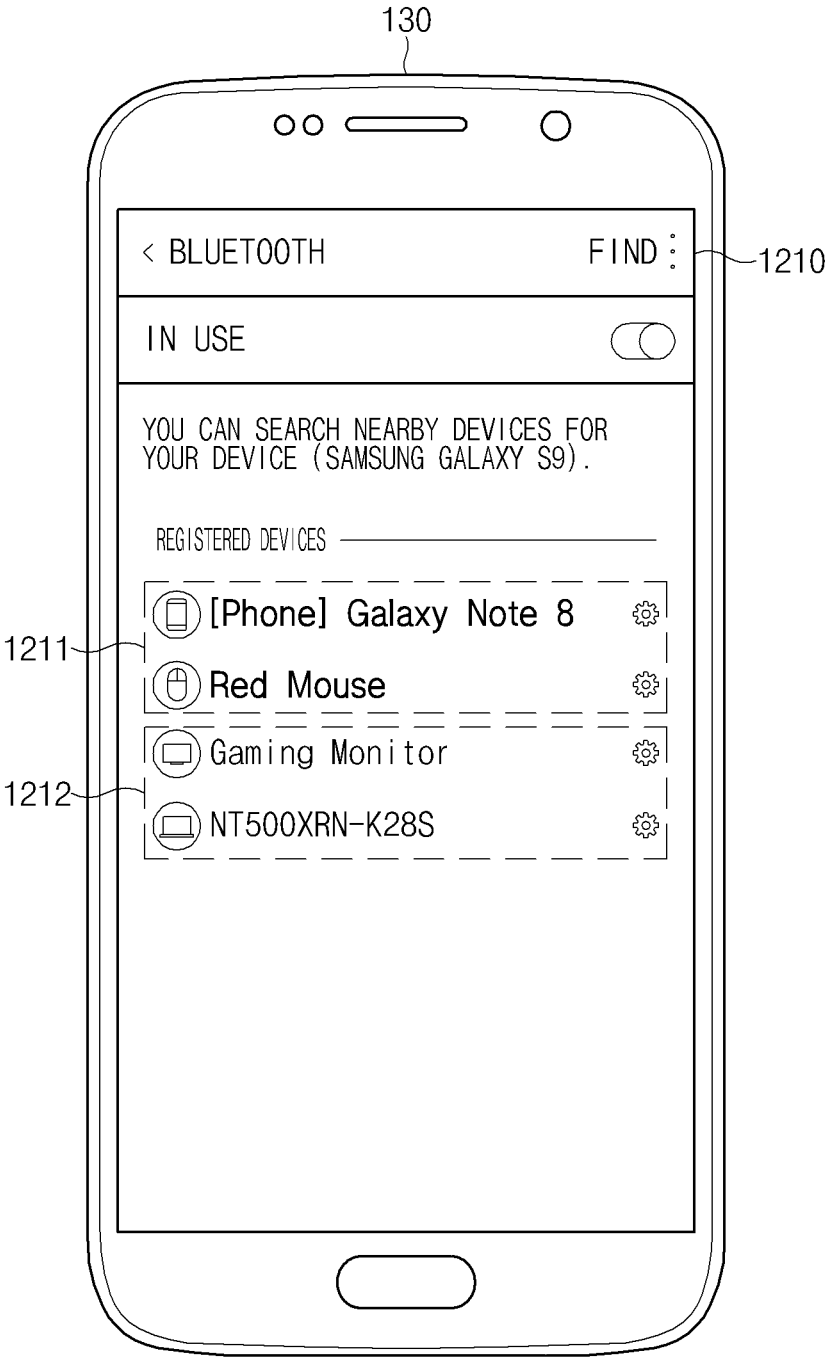 130
< BLUETOOTH FIND
1210
IN USE
YOU CAN SEARCH NEARBY DEVICES FOR
YOUR DEVICE (SAMSUNG GALAXY S9).
REGISTERED DEVICES
[Phone] Galaxy Note 8
1211
Red Mouse
Gaming Monitor
1212
NT500XRN-K28S